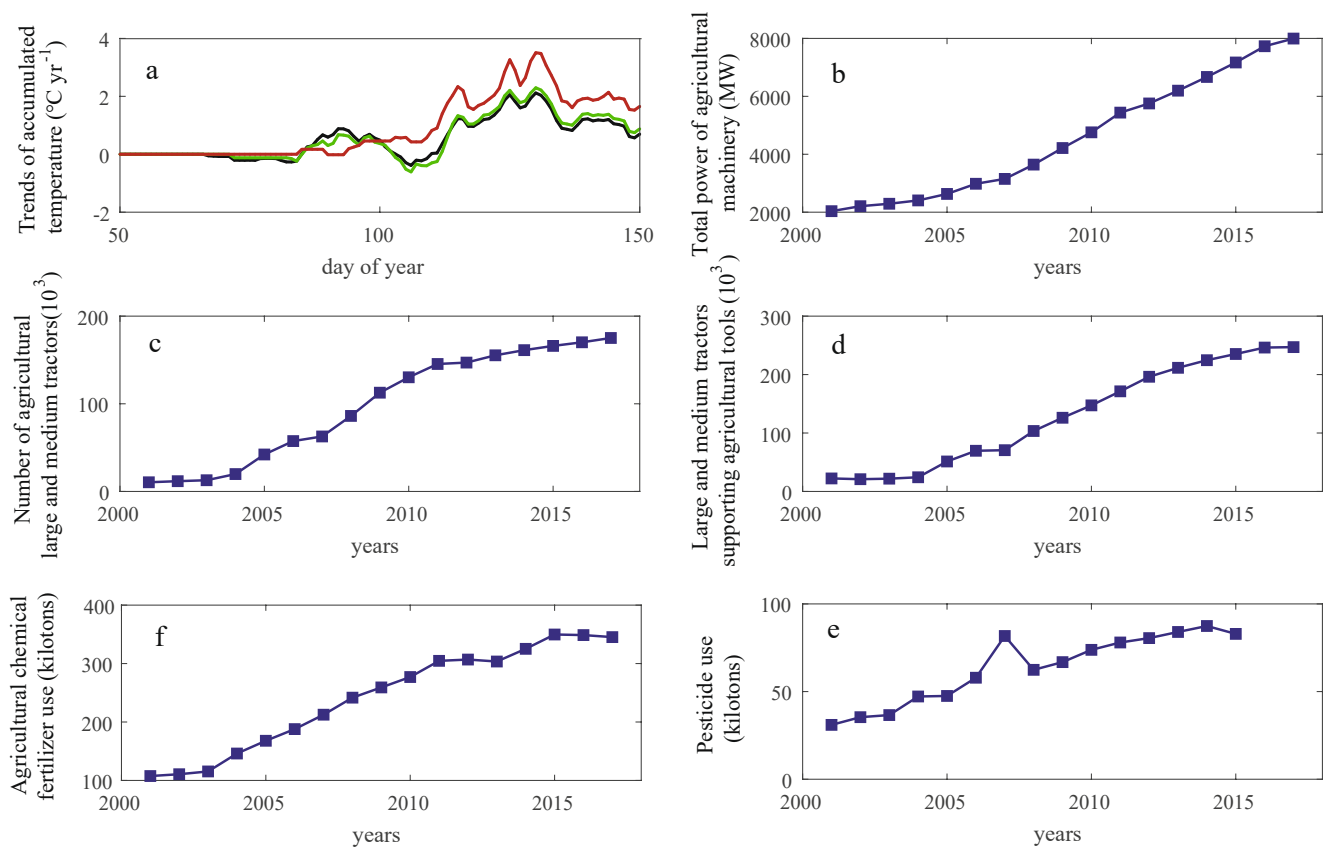 Trends of accumulated
temperature (°C yr-1)
4
2
0
-2
a
50
100
150
day of year
Total power of agricultural
machinery (MW)
8000
6000
4000
2000
b
2000
2005
2010
2015
years
Number of agricultural
large and medium tractors(10³)
200
100
0
c
2000
2005
2010
2015
years
Large and medium tractors
supporting agricultural tools (10³)
300
200
100
0
d
2000
2005
2010
2015
years
Agricultural chemical
fertilizer use (kilotons)
400
300
200
100
f
2000
2005
2010
2015
years
Pesticide use
(kilotons)
100
50
0
e
2000
2005
2010
2015
years